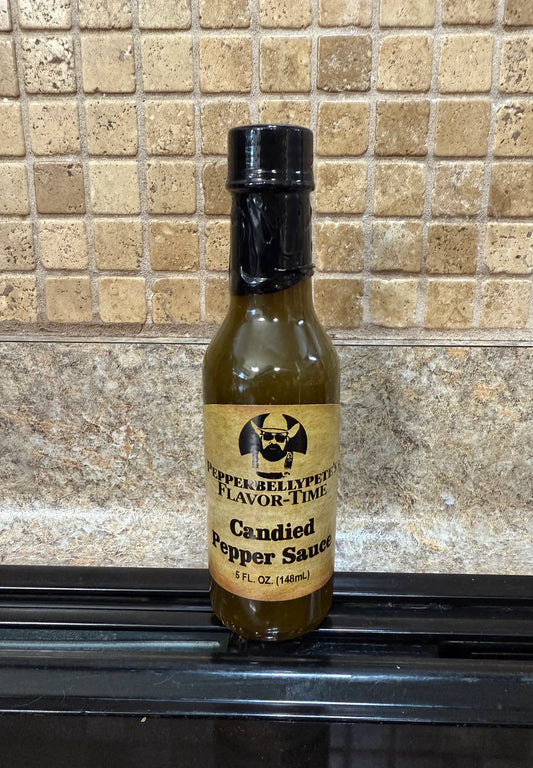 PEPPERBELLYPETE'S
FLAVOR-TIME
Candied
Pepper Sauce
5 FL. OZ. (148mL)